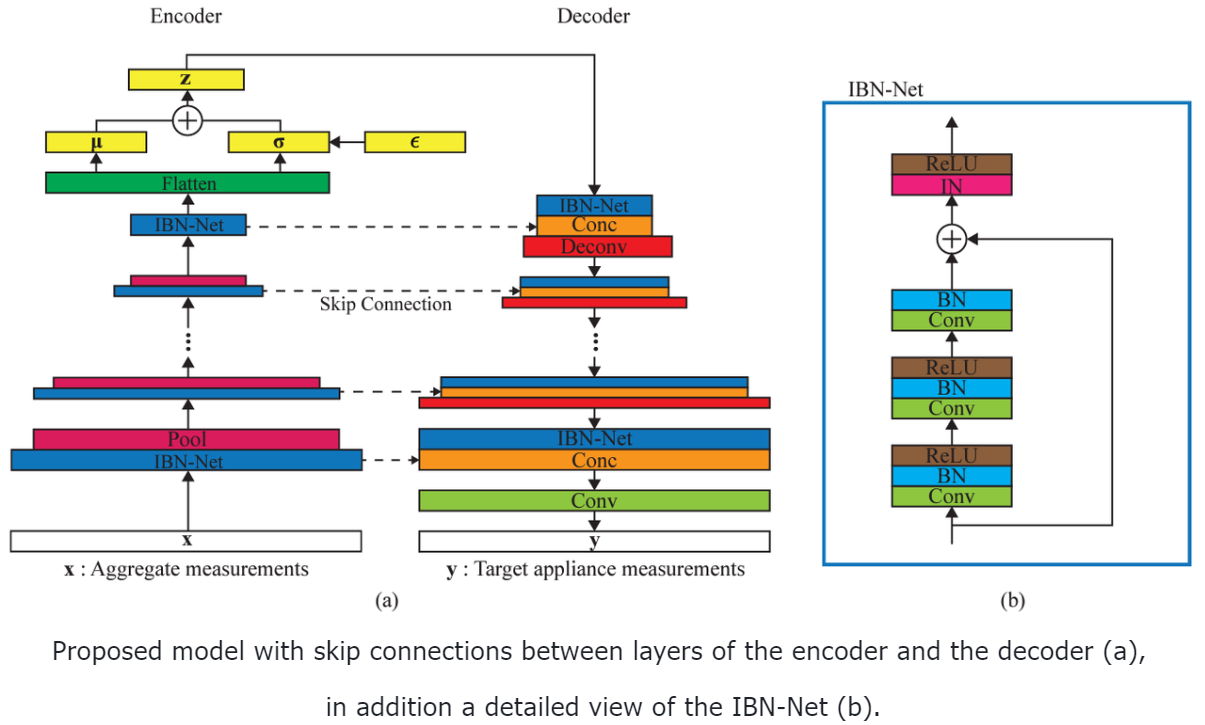 Encoder
Decoder
z
μ
σ
ϵ
Flatten
IBN-Net
IBN-Net
Conc
Deconv
Skip Connection
Pool
IBN-Net
IBN-Net
Conc
Conv
x
y
x : Aggregate measurements
y : Target appliance measurements
(a)
IBN-Net
ReLU
IN
BN
Conv
ReLU
BN
Conv
ReLU
BN
Conv
(b)
Proposed model with skip connections between layers of the encoder and the decoder (a),
in addition a detailed view of the IBN-Net (b).